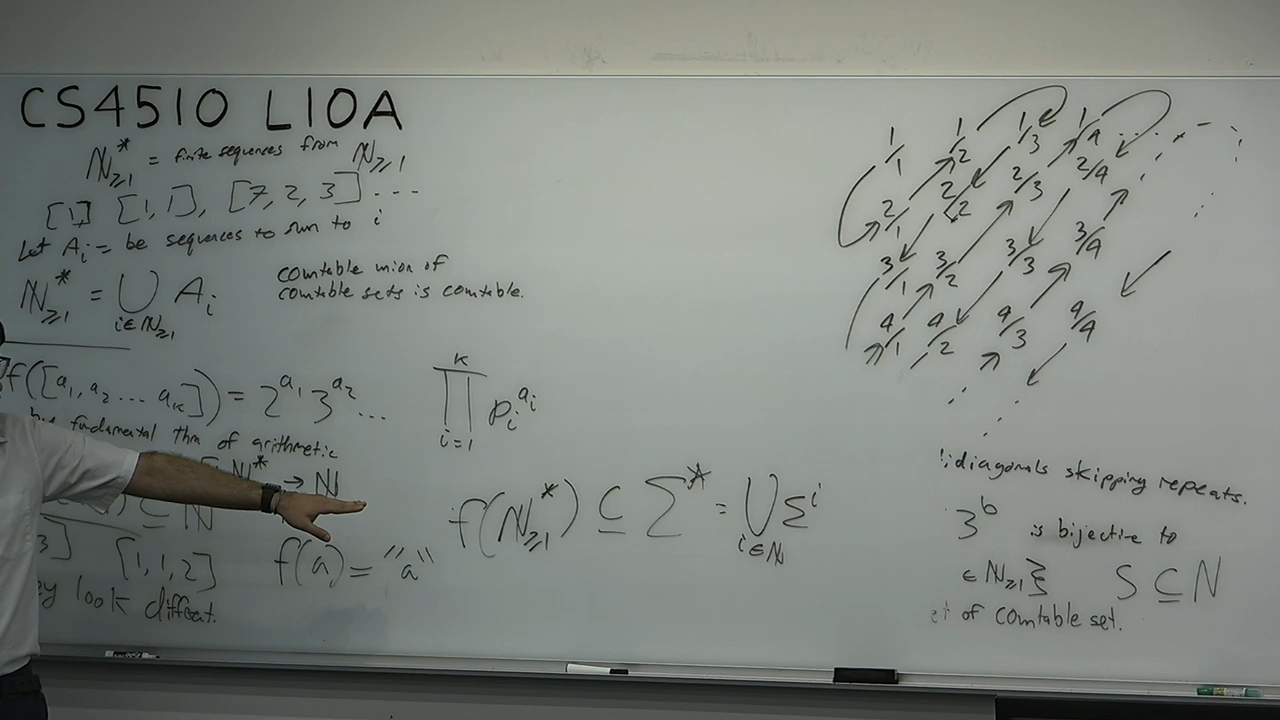 CS4510 L10A
ℕ*≥1 = finite sequences from ℕ≥1
[1] [1,1], [7,2,3] ....
Let Aᵢ = be sequences to sum to i
ℕ*≥1 = ⋃ Aᵢ
i∈ℕ≥1
countable union of
countable sets is countable.
f([a₁, a₂ ... aₖ]) = 2^a₁ 3^a₂ ...
k
∏ pᵢ^aᵢ
i=1
fundamental thm of arithmetic
ℕ* → ℕ
⊆ ℕ
3] [1,1,2]
look different.
f(a) = "a"
f(ℕ*≥1) ⊆ Σ* = ⋃ Σⁱ
i∈ℕ
1/1 1/2 1/3 1/4 ...
2/1 2/2 2/3 2/4
3/1 3/2 3/3 3/4
4/1 4/2 4/3 4/4
diagonals skipping repeats.
3^b is bijective to
∈ ℕ≥1} S ⊆ ℕ
of countable set.